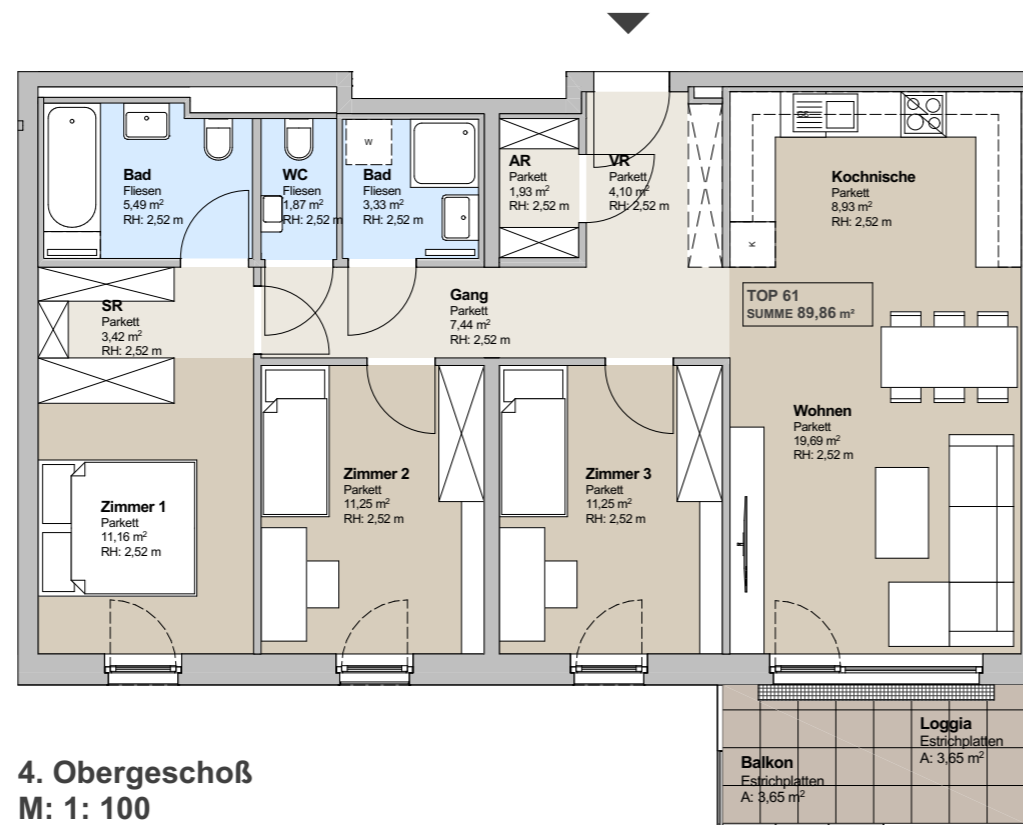 Bad
Fliesen
5,49 m²
RH: 2,52 m
WC
Fliesen
1,87 m²
RH: 2,52 m
W
Bad
Fliesen
3,33 m²
RH: 2,52 m
AR
Parkett
1,93 m²
RH: 2,52 m
VR
Parkett
4,10 m²
RH: 2,52 m
GS
Kochnische
Parkett
8,93 m²
RH: 2,52 m
K
SR
Parkett
3,42 m²
RH: 2,52 m
Gang
Parkett
7,44 m²
RH: 2,52 m
TOP 61
SUMME 89,86 m²
Wohnen
Parkett
19,69 m²
RH: 2,52 m
Zimmer 1
Parkett
11,16 m²
RH: 2,52 m
Zimmer 2
Parkett
11,25 m²
RH: 2,52 m
Zimmer 3
Parkett
11,25 m²
RH: 2,52 m
Loggia
Estrichplatten
A: 3,65 m²
Balkon
Estrichplatten
A: 3,65 m²
4. Obergeschoß
M: 1: 100